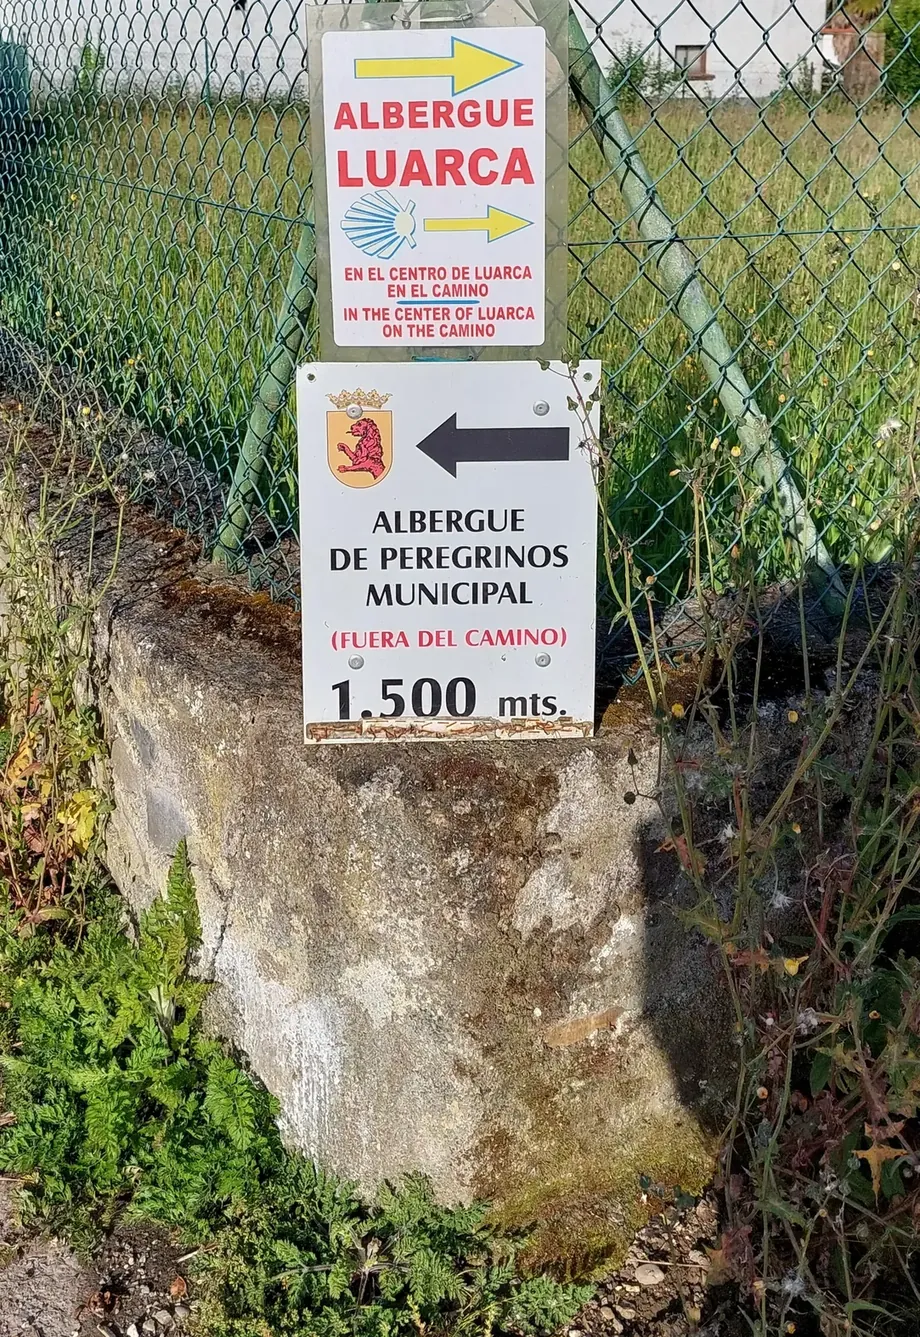 ALBERGUE
LUARCA
EN EL CENTRO DE LUARCA
EN EL CAMINO
IN THE CENTER OF LUARCA
ON THE CAMINO
ALBERGUE
DE PEREGRINOS
MUNICIPAL
(FUERA DEL CAMINO)
1.500 mts.